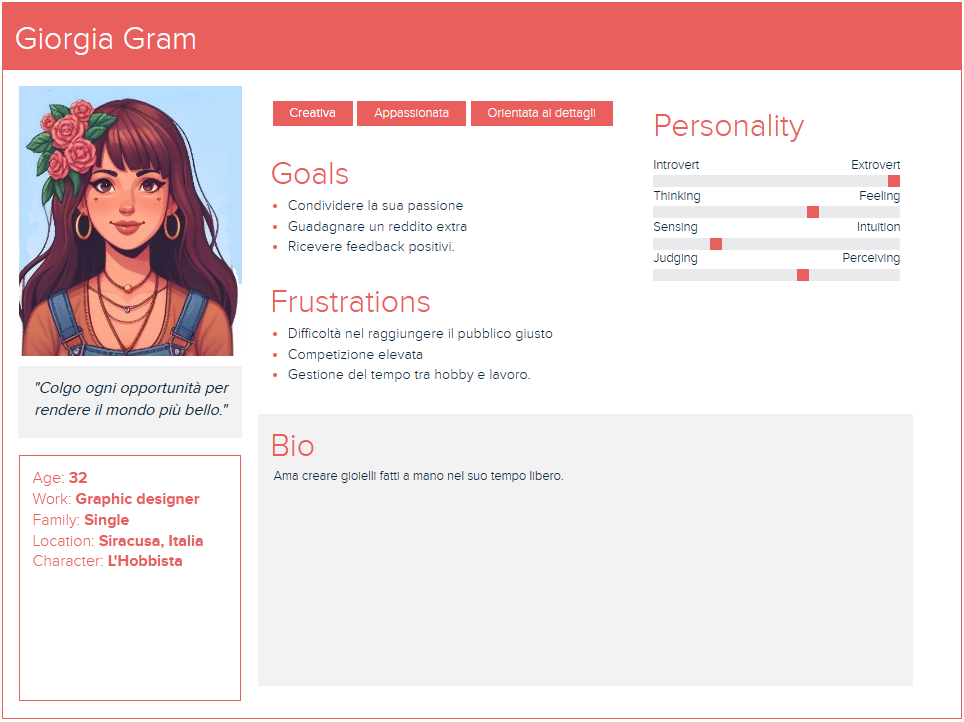 Giorgia Gram
Creativa
Appassionata
Orientata ai dettagli
Goals
Condividere la sua passione
Guadagnare un reddito extra
Ricevere feedback positivi.
Frustrations
Difficoltà nel raggiungere il pubblico giusto
Competizione elevata
Gestione del tempo tra hobby e lavoro.
Personality
Introvert Extrovert
Thinking Feeling
Sensing Intuition
Judging Perceiving
"Colgo ogni opportunità per
rendere il mondo più bello."
Age: 32
Work: Graphic designer
Family: Single
Location: Siracusa, Italia
Character: L'Hobbista
Bio
Ama creare gioielli fatti a mano nel suo tempo libero.